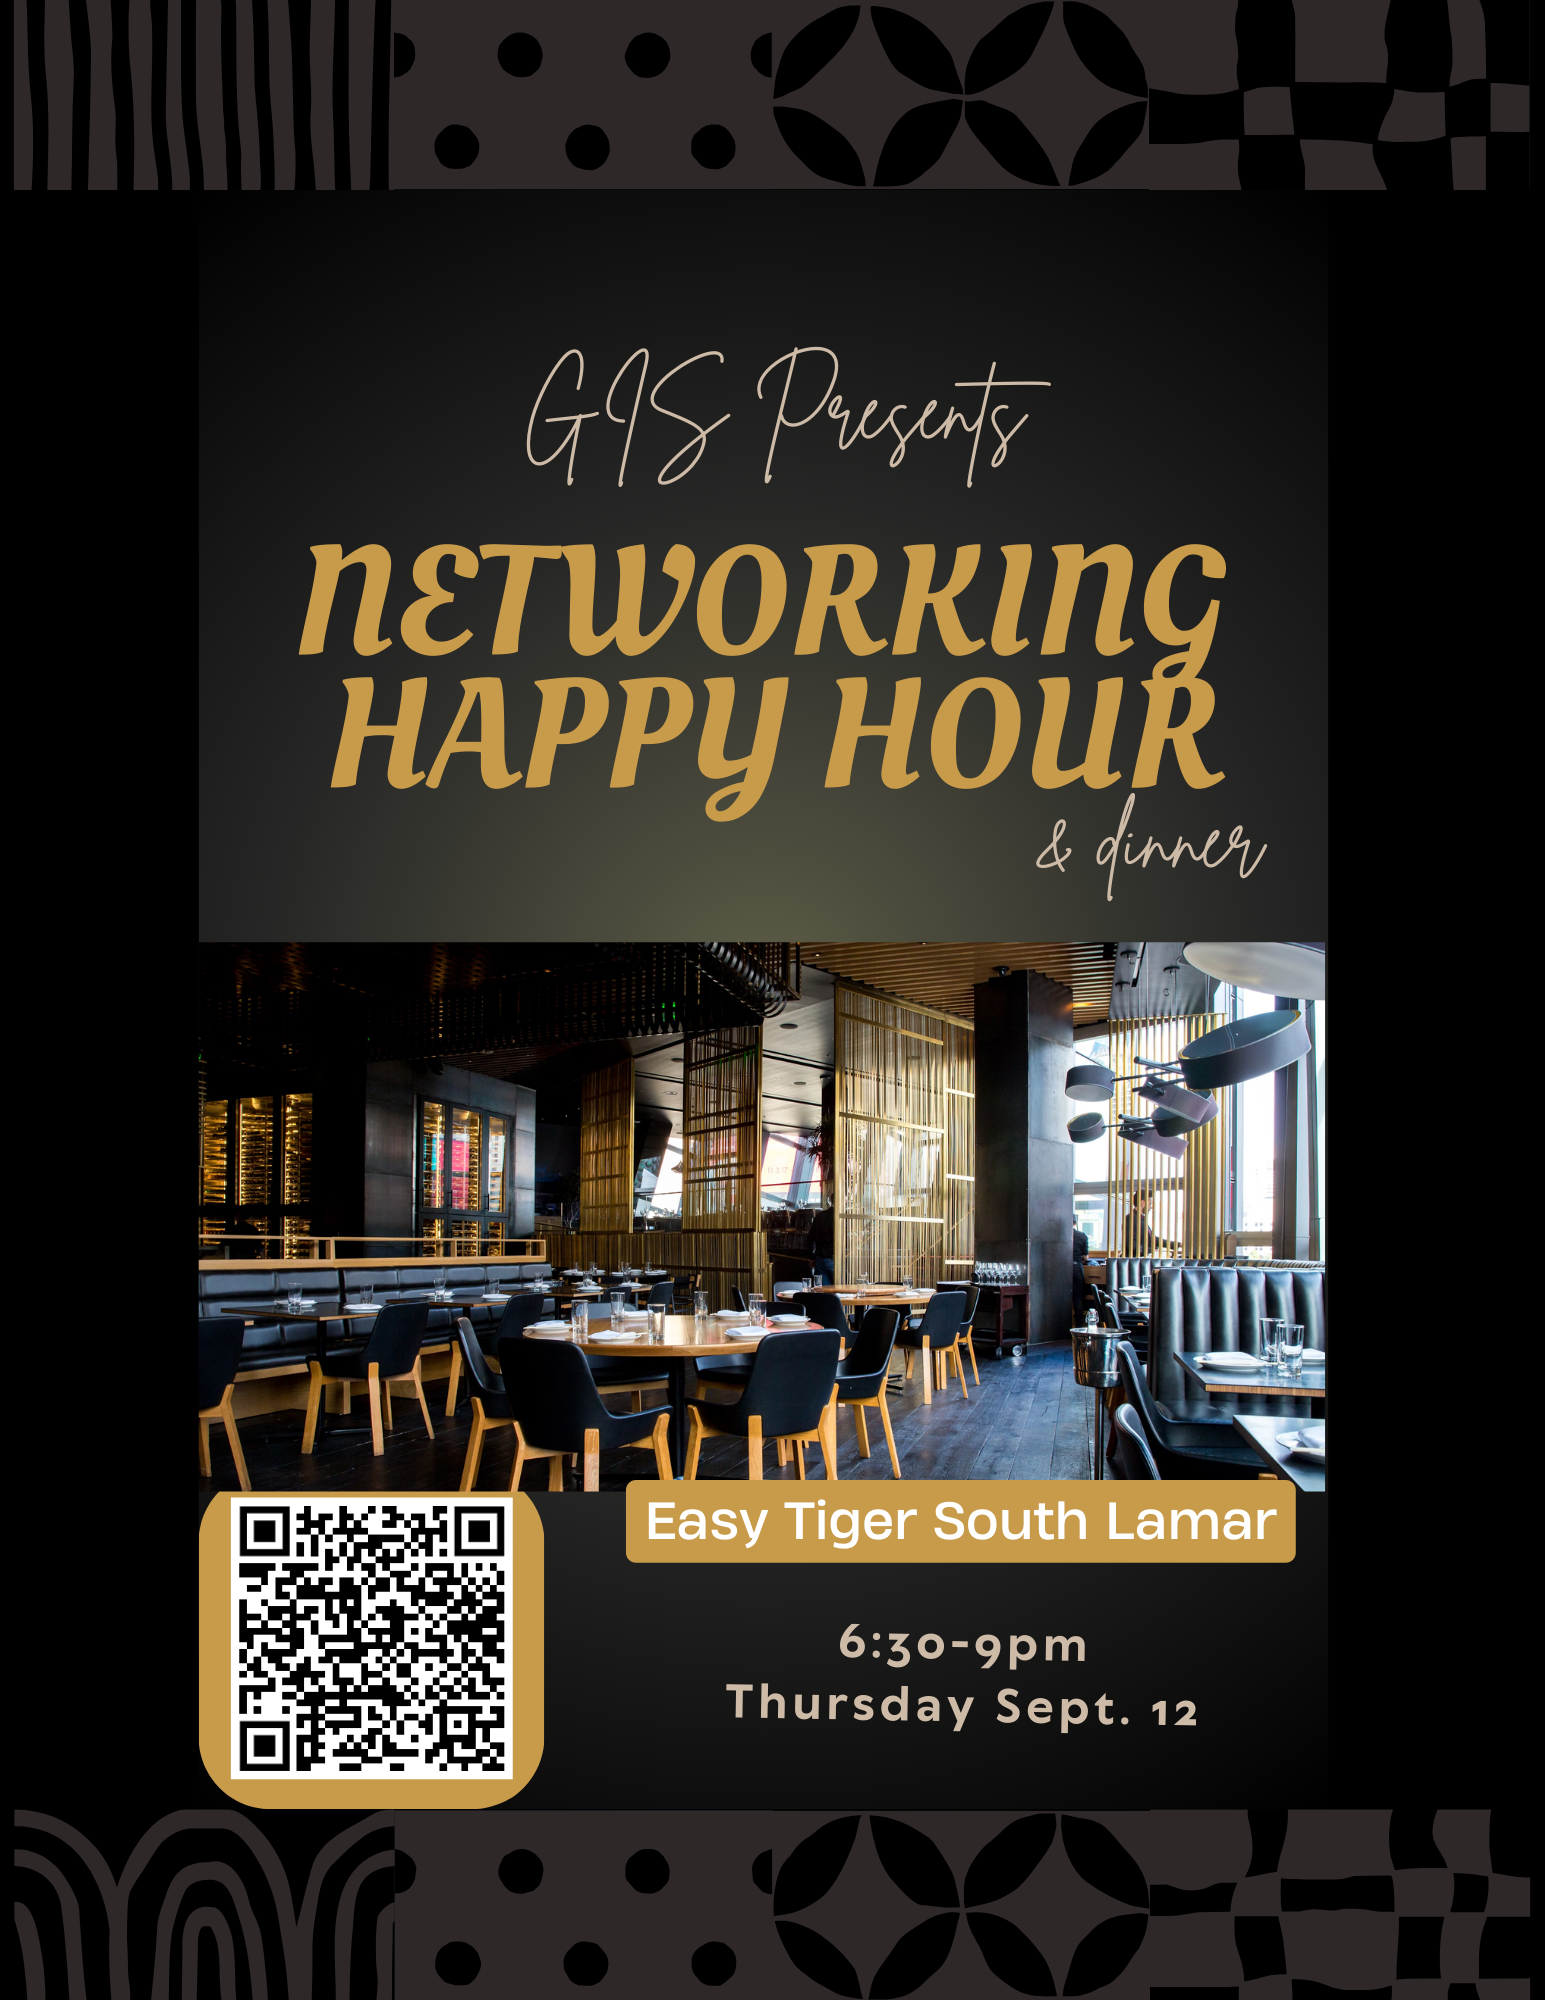 GIS Presents
NETWORKING
HAPPY HOUR
& dinner
Easy Tiger South Lamar
6:30-9pm
Thursday Sept. 12